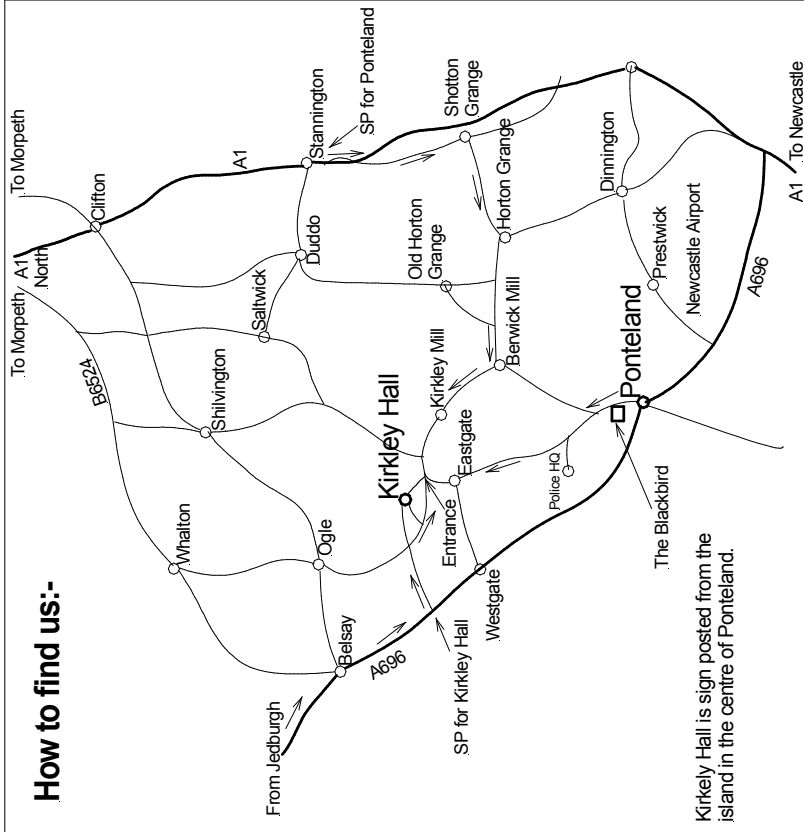 How to find us:-
To Morpeth
A1
North
To Morpeth
B6524
Clifton
A1
Stannington
SP for Ponteland
Shotton
Grange
Whalton
Shilvington
Saltwick
Duddo
Old Horton
Grange
Horton Grange
Dinnington
Ogle
Kirkley Hall
Kirkley Mill
Berwick Mill
Prestwick
Newcastle Airport
From Jedburgh
Belsay
A696
Entrance
Eastgate
Police HQ
Ponteland
A696
A1
To Newcastle
SP for Kirkley Hall
Westgate
The Blackbird
Kirkely Hall is sign posted from the
island in the centre of Ponteland.